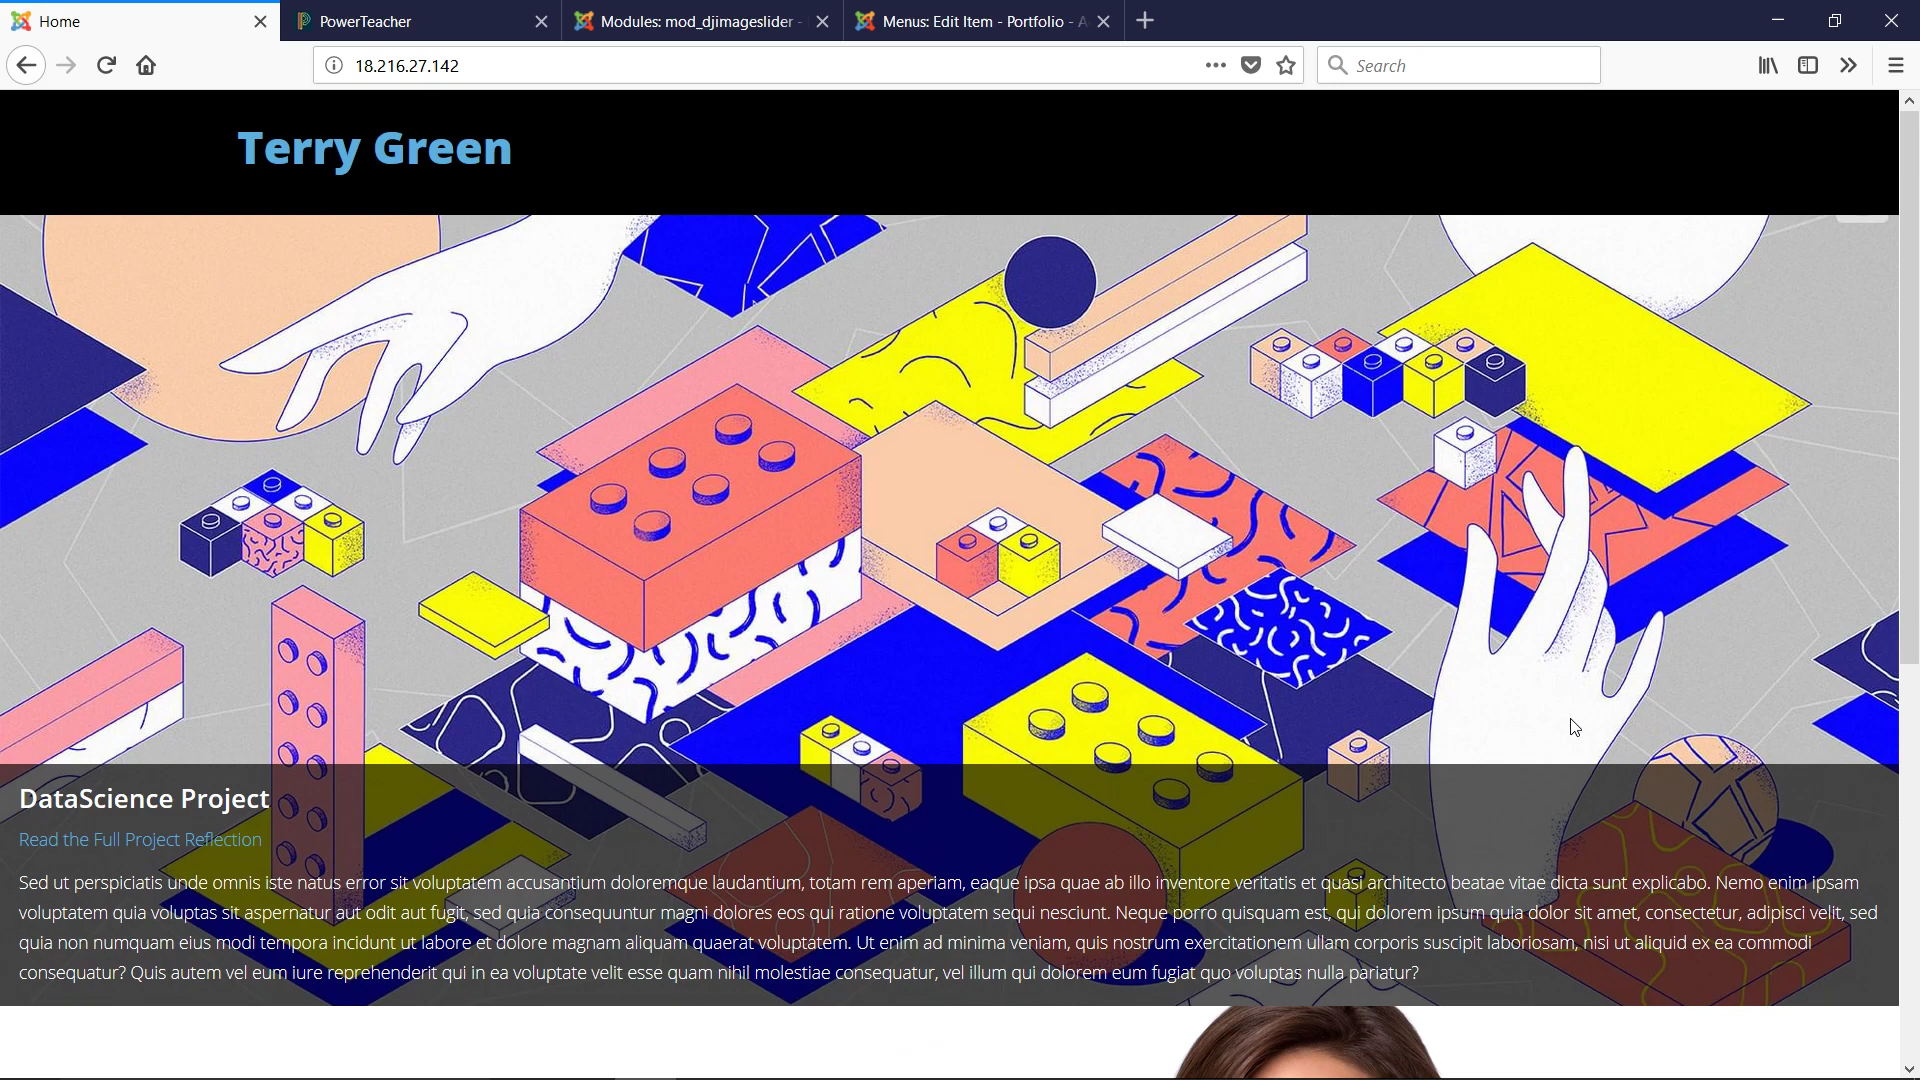 Home
PowerTeacher
Modules: mod_djimageslider -
Menus: Edit Item - Portfolio - A
18.216.27.142
Search
Terry Green
DataScience Project
Read the Full Project Reflection
Sed ut perspiciatis unde omnis iste natus error sit voluptatem accusantium doloremque laudantium, totam rem aperiam, eaque ipsa quae ab illo inventore veritatis et quasi architecto beatae vitae dicta sunt explicabo. Nemo enim ipsam
voluptatem quia voluptas sit aspernatur aut odit aut fugit, sed quia consequuntur magni dolores eos qui ratione voluptatem sequi nesciunt. Neque porro quisquam est, qui dolorem ipsum quia dolor sit amet, consectetur, adipisci velit, sed
quia non numquam eius modi tempora incidunt ut labore et dolore magnam aliquam quaerat voluptatem. Ut enim ad minima veniam, quis nostrum exercitationem ullam corporis suscipit laboriosam, nisi ut aliquid ex ea commodi
consequatur? Quis autem vel eum iure reprehenderit qui in ea voluptate velit esse quam nihil molestiae consequatur, vel illum qui dolorem eum fugiat quo voluptas nulla pariatur?